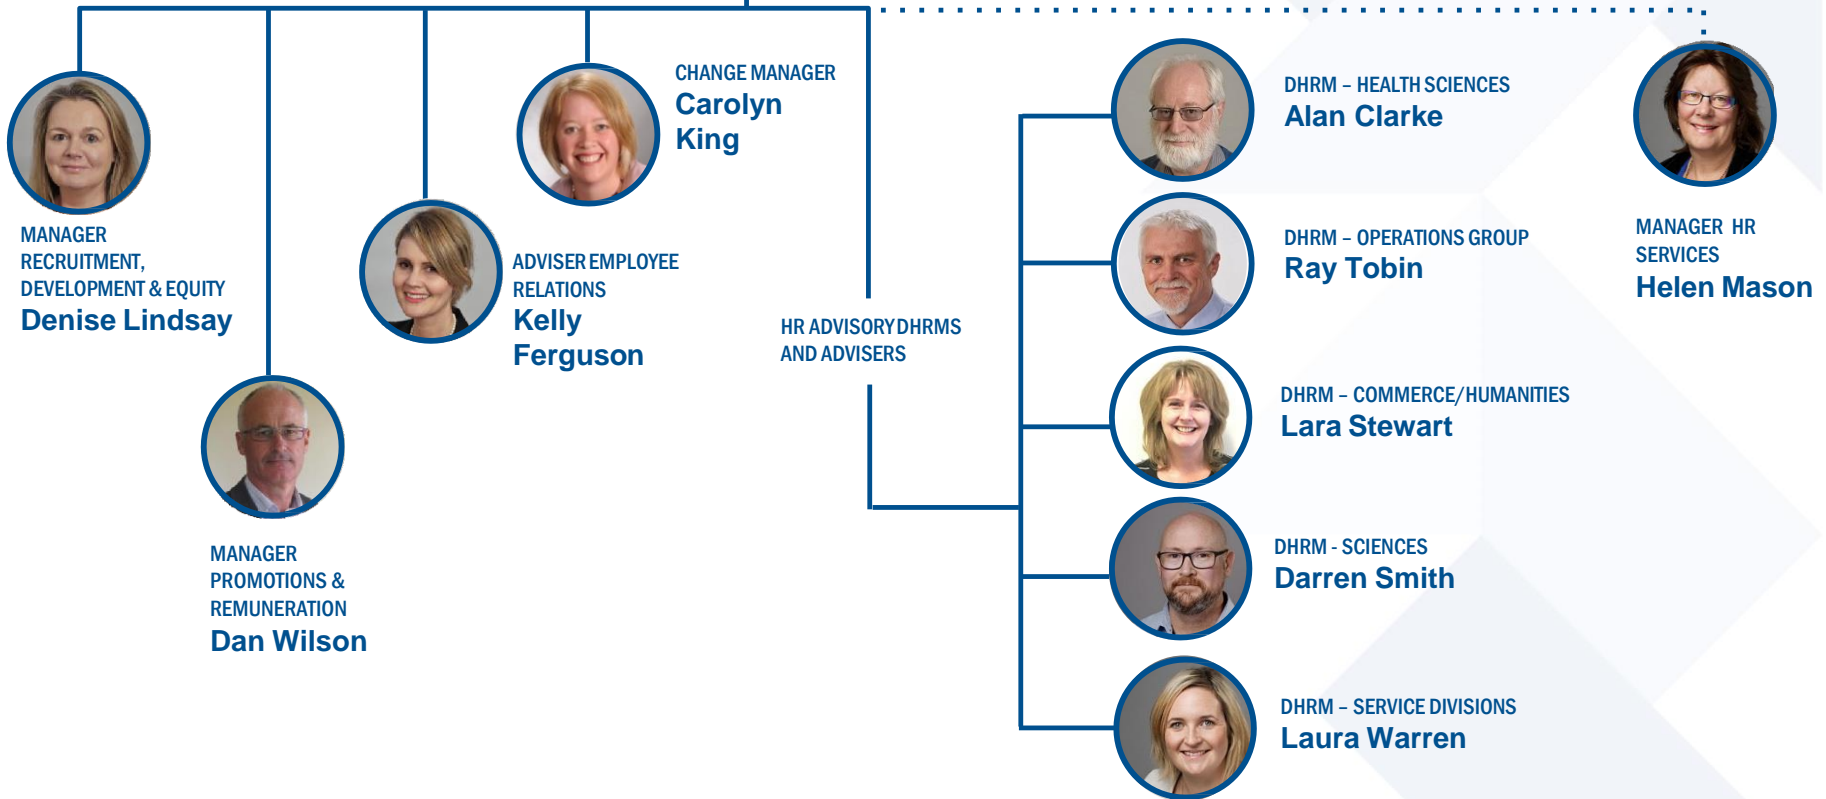 CHANGE MANAGER
Carolyn
King
DHRM – HEALTH SCIENCES
Alan Clarke
MANAGER
RECRUITMENT,
DEVELOPMENT & EQUITY
Denise Lindsay
ADVISER EMPLOYEE
RELATIONS
Kelly
Ferguson
DHRM – OPERATIONS GROUP
Ray Tobin
MANAGER HR
SERVICES
Helen Mason
HR ADVISORY DHRMS
AND ADVISERS
DHRM – COMMERCE/HUMANITIES
Lara Stewart
MANAGER
PROMOTIONS &
REMUNERATION
Dan Wilson
DHRM - SCIENCES
Darren Smith
DHRM – SERVICE DIVISIONS
Laura Warren